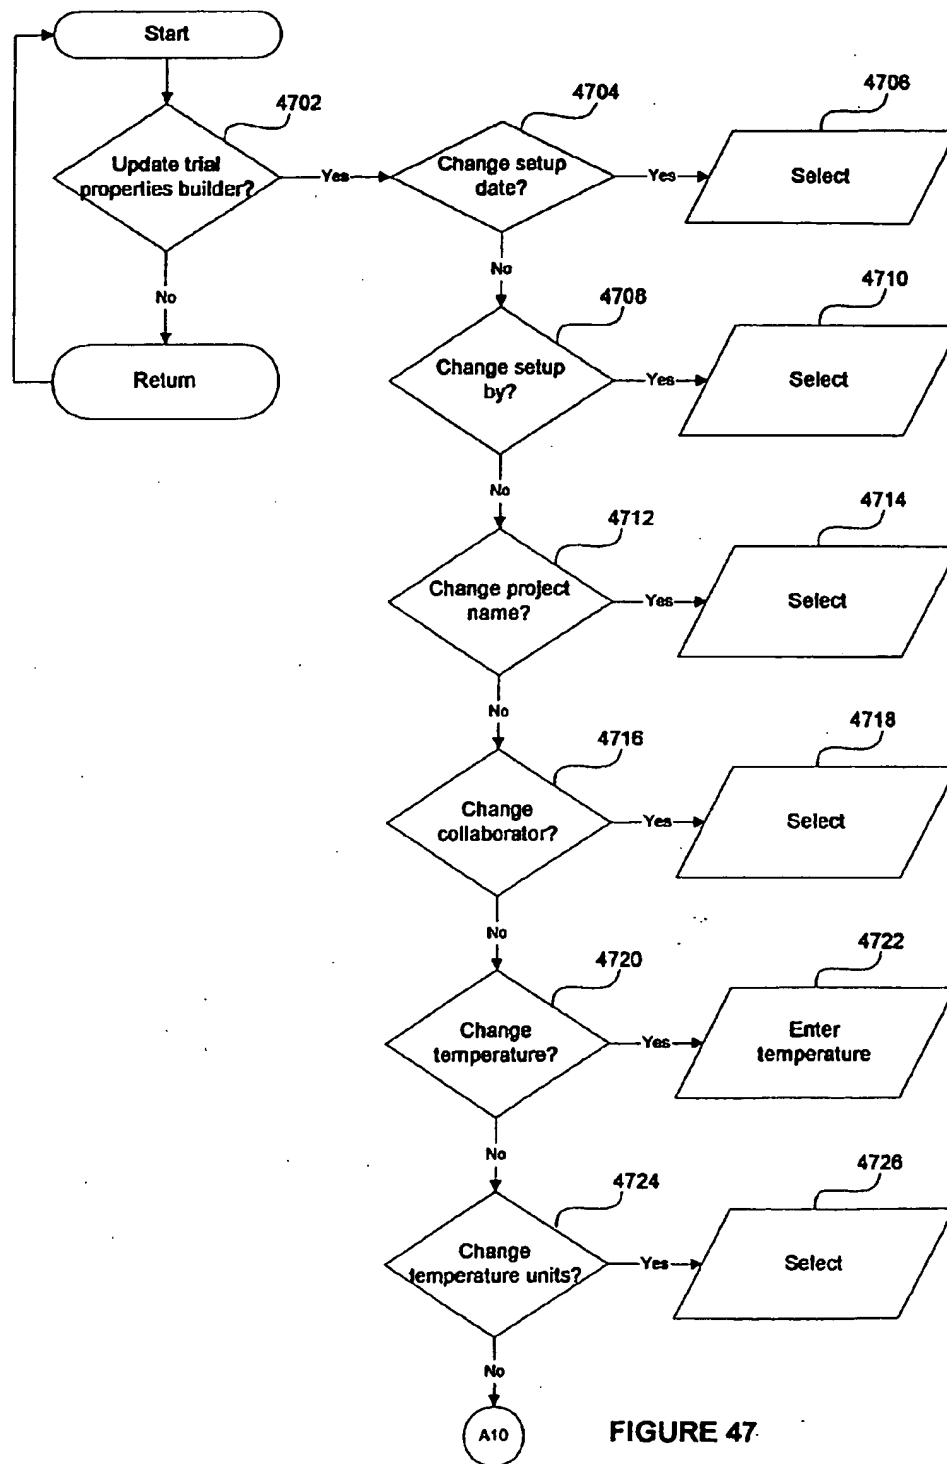 Start
4702
Update trial
properties builder?
Yes
4704
Change setup
date?
Yes
4706
Select
No
Return
No
4708
Change setup
by?
Yes
4710
Select
No
4712
Change project
name?
Yes
4714
Select
No
4716
Change
collaborator?
Yes
4718
Select
No
4720
Change
temperature?
Yes
4722
Enter
temperature
No
4724
Change
temperature units?
Yes
4726
Select
No
A10
FIGURE 47